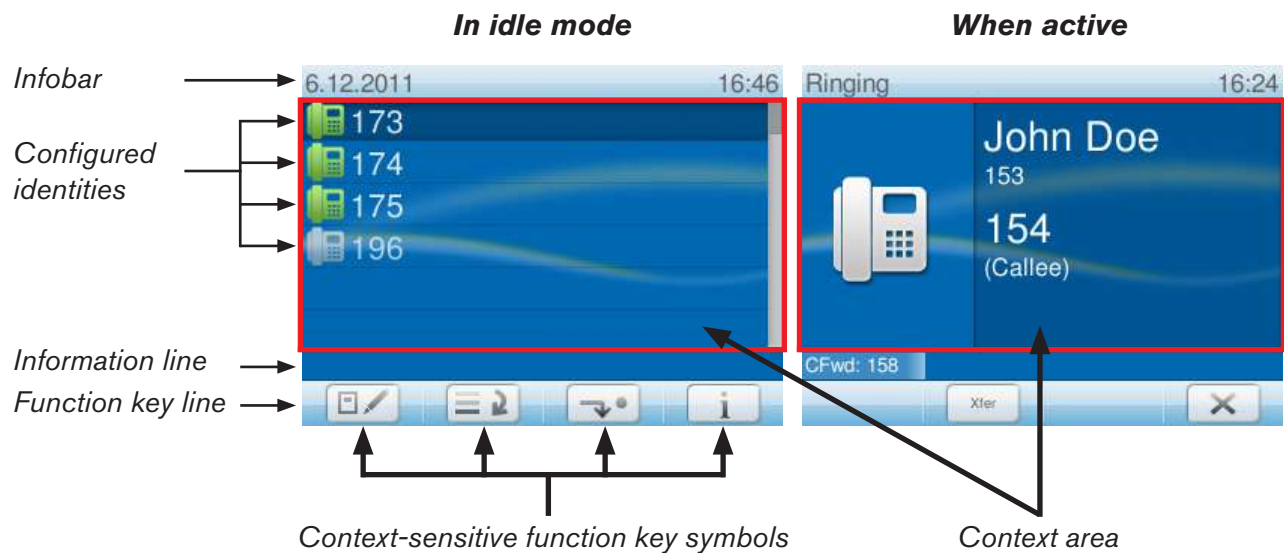 In idle mode
When active
Infobar
6.12.2011
16:46
Ringing
16:24
Configured
identities
173
174
175
196
John Doe
153
154
(Callee)
Information line
CFwd: 158
Function key line
i
Xfer
Context-sensitive function key symbols
Context area